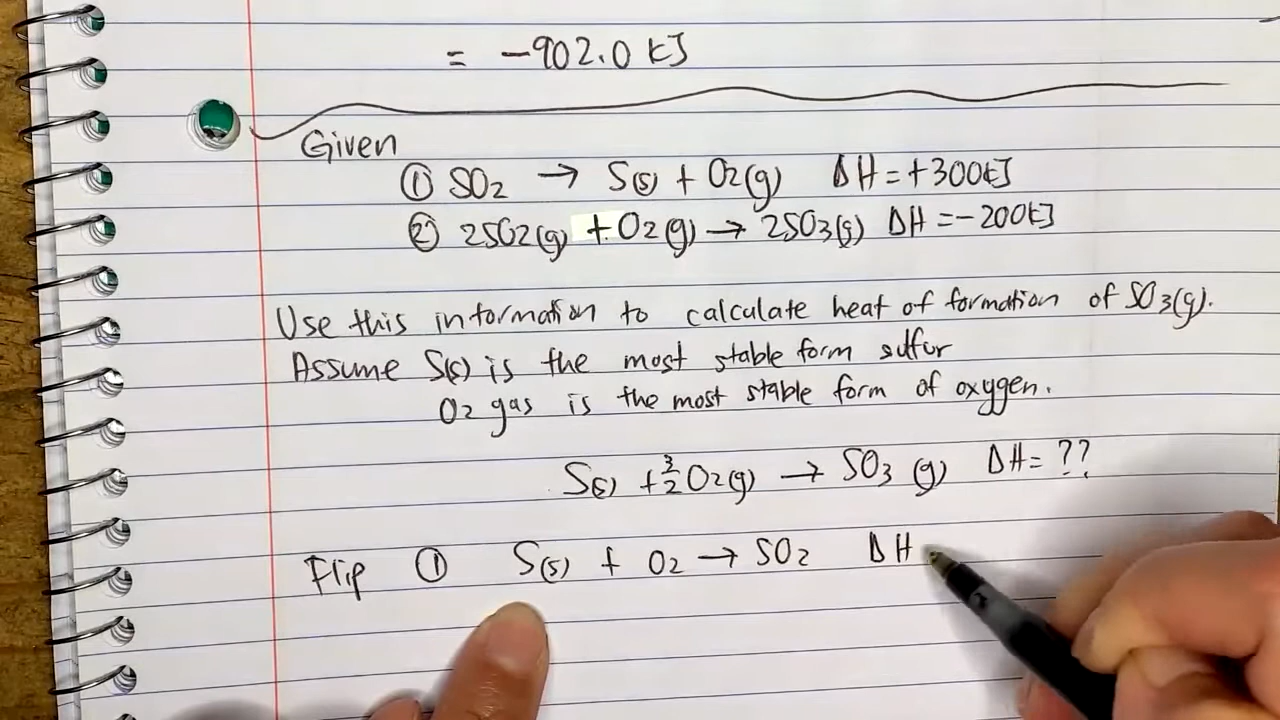 = -902.0 kJ
Given
① SO2 → S(s) + O2(g) ΔH = +300kJ
② 2SO2(g) + O2(g) → 2SO3(g) ΔH = -200kJ
Use this information to calculate heat of formation of SO3(g).
Assume S(s) is the most stable form sulfur
O2 gas is the most stable form of oxygen.
S(s) + 3/2 O2(g) → SO3 (g) ΔH = ??
Flip ① S(s) + O2 → SO2 ΔH